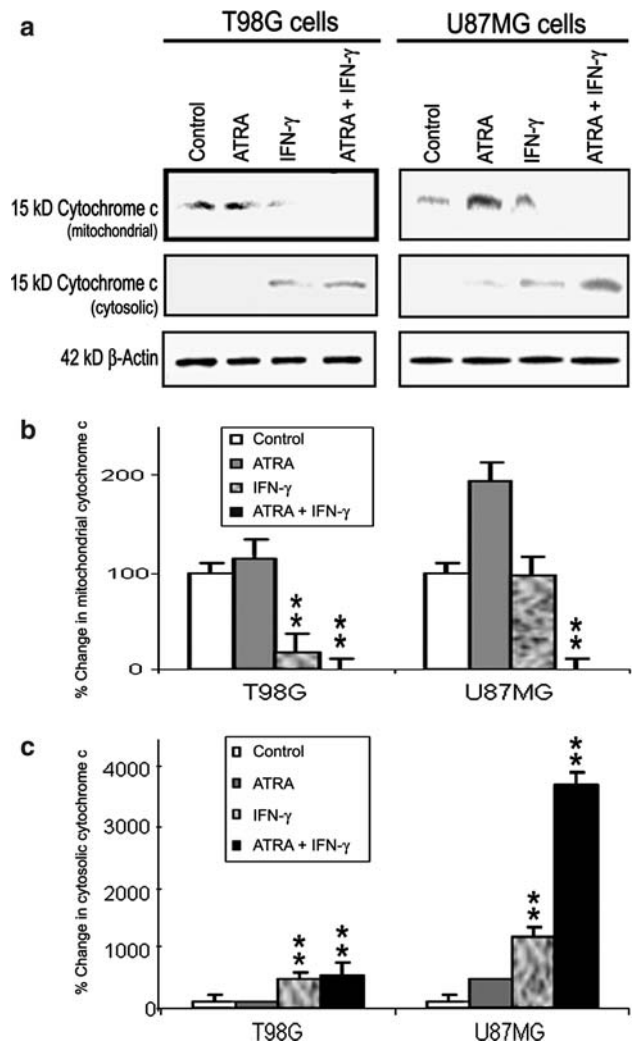 a
T98G cells
U87MG cells
Control
ATRA
IFN-γ
ATRA + IFN-γ
Control
ATRA
IFN-γ
ATRA + IFN-γ
15 kD Cytochrome c
(mitochondrial)
15 kD Cytochrome c
(cytosolic)
42 kD β-Actin
b
% Change in mitochondrial cytochrome c
200
100
0
Control
ATRA
IFN-γ
ATRA + IFN-γ
**
**
**
T98G
U87MG
c
% Change in cytosolic cytochrome c
4000
3000
2000
1000
0
Control
ATRA
IFN-γ
ATRA + IFN-γ
**
**
**
**
T98G
U87MG